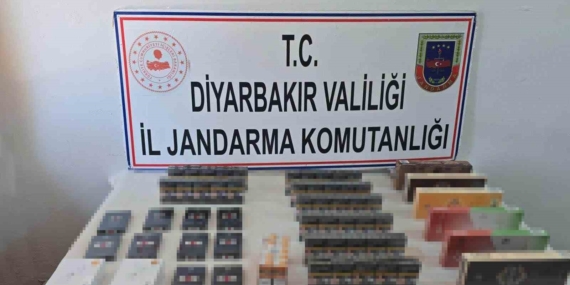 T.C.
DİYARBAKIR VALİLİĞİ
İL JANDARMA KOMUTANLIĞI